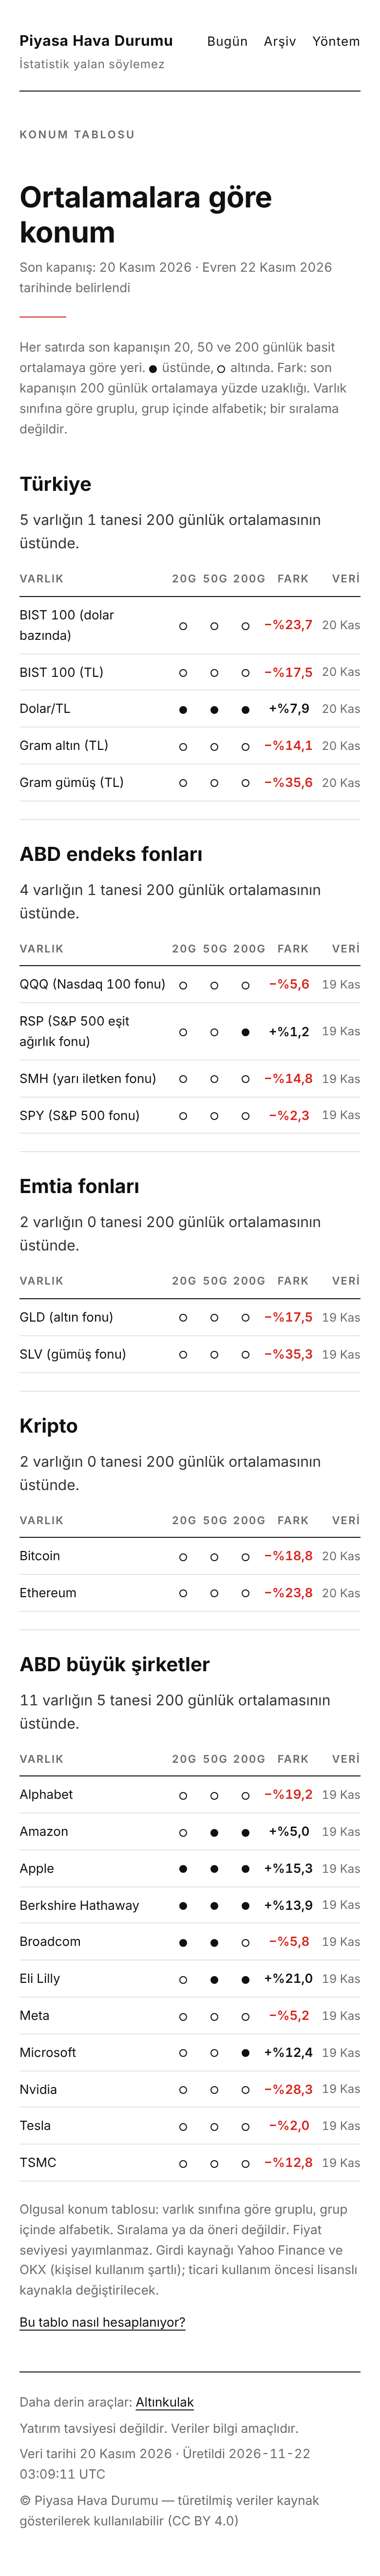 Piyasa Hava Durumu Bugün Arşiv Yöntem
İstatistik yalan söylemez
KONUM TABLOSU
Ortalamalara göre
konum
Son kapanış: 20 Kasım 2026 · Evren 22 Kasım 2026
tarihinde belirlendi
Her satırda son kapanışın 20, 50 ve 200 günlük basit
ortalamaya göre yeri. ● üstünde, ○ altında. Fark: son
kapanışın 200 günlük ortalamaya yüzde uzaklığı. Varlık
sınıfına göre gruplu, grup içinde alfabetik; bir sıralama
değildir.
Türkiye
5 varlığın 1 tanesi 200 günlük ortalamasının
üstünde.
VARLIK 20G 50G 200G FARK VERİ
BIST 100 (dolar
bazında) ○ ○ ○ −%23,7 20 Kas
BIST 100 (TL) ○ ○ ○ −%17,5 20 Kas
Dolar/TL ● ● ● +%7,9 20 Kas
Gram altın (TL) ○ ○ ○ −%14,1 20 Kas
Gram gümüş (TL) ○ ○ ○ −%35,6 20 Kas
ABD endeks fonları
4 varlığın 1 tanesi 200 günlük ortalamasının
üstünde.
VARLIK 20G 50G 200G FARK VERİ
QQQ (Nasdaq 100 fonu) ○ ○ ○ −%5,6 19 Kas
RSP (S&P 500 eşit
ağırlık fonu) ○ ○ ● +%1,2 19 Kas
SMH (yarı iletken fonu) ○ ○ ○ −%14,8 19 Kas
SPY (S&P 500 fonu) ○ ○ ○ −%2,3 19 Kas
Emtia fonları
2 varlığın 0 tanesi 200 günlük ortalamasının
üstünde.
VARLIK 20G 50G 200G FARK VERİ
GLD (altın fonu) ○ ○ ○ −%17,5 19 Kas
SLV (gümüş fonu) ○ ○ ○ −%35,3 19 Kas
Kripto
2 varlığın 0 tanesi 200 günlük ortalamasının
üstünde.
VARLIK 20G 50G 200G FARK VERİ
Bitcoin ○ ○ ○ −%18,8 20 Kas
Ethereum ○ ○ ○ −%23,8 20 Kas
ABD büyük şirketler
11 varlığın 5 tanesi 200 günlük ortalamasının
üstünde.
VARLIK 20G 50G 200G FARK VERİ
Alphabet ○ ○ ○ −%19,2 19 Kas
Amazon ○ ● ● +%5,0 19 Kas
Apple ● ● ● +%15,3 19 Kas
Berkshire Hathaway ● ● ● +%13,9 19 Kas
Broadcom ● ● ○ −%5,8 19 Kas
Eli Lilly ○ ● ● +%21,0 19 Kas
Meta ○ ○ ○ −%5,2 19 Kas
Microsoft ○ ○ ● +%12,4 19 Kas
Nvidia ○ ○ ○ −%28,3 19 Kas
Tesla ○ ○ ○ −%2,0 19 Kas
TSMC ○ ○ ○ −%12,8 19 Kas
Olgusal konum tablosu: varlık sınıfına göre gruplu, grup
içinde alfabetik. Sıralama ya da öneri değildir. Fiyat
seviyesi yayımlanmaz. Girdi kaynağı Yahoo Finance ve
OKX (kişisel kullanım şartlı); ticari kullanım öncesi lisanslı
kaynakla değiştirilecek.
Bu tablo nasıl hesaplanıyor?
Daha derin araçlar: Altınkulak
Yatırım tavsiyesi değildir. Veriler bilgi amaçlıdır.
Veri tarihi 20 Kasım 2026 · Üretildi 2026-11-22
03:09:11 UTC
© Piyasa Hava Durumu — türetilmiş veriler kaynak
gösterilerek kullanılabilir (CC BY 4.0)